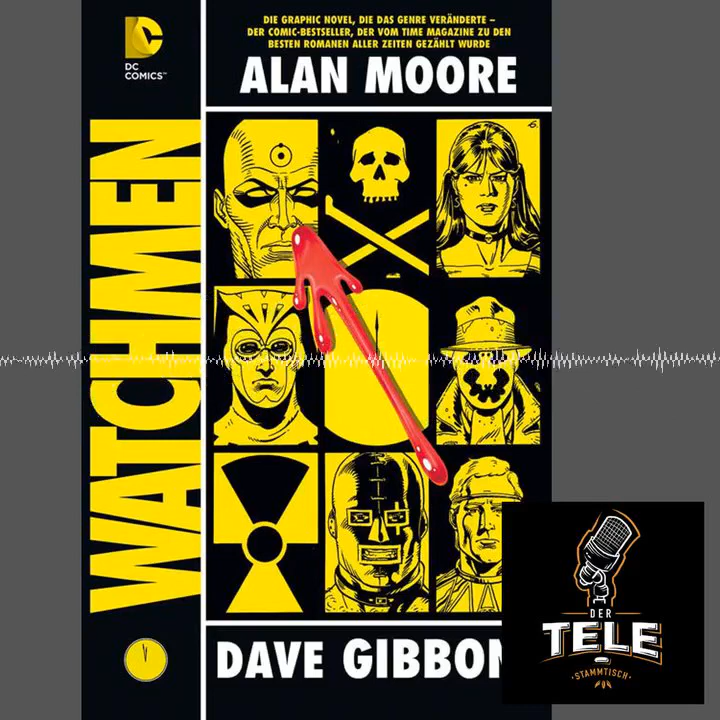 DIE GRAPHIC NOVEL, DIE DAS GENRE VERÄNDERTE –
DER COMIC-BESTSELLER, DER VOM TIME MAGAZINE ZU DEN
BESTEN ROMANEN ALLER ZEITEN GEZÄHLT WURDE
DC
COMICS™
ALAN MOORE
WATCHMEN
DAVE GIBBON
DER
TELE
·STAMMTISCH·